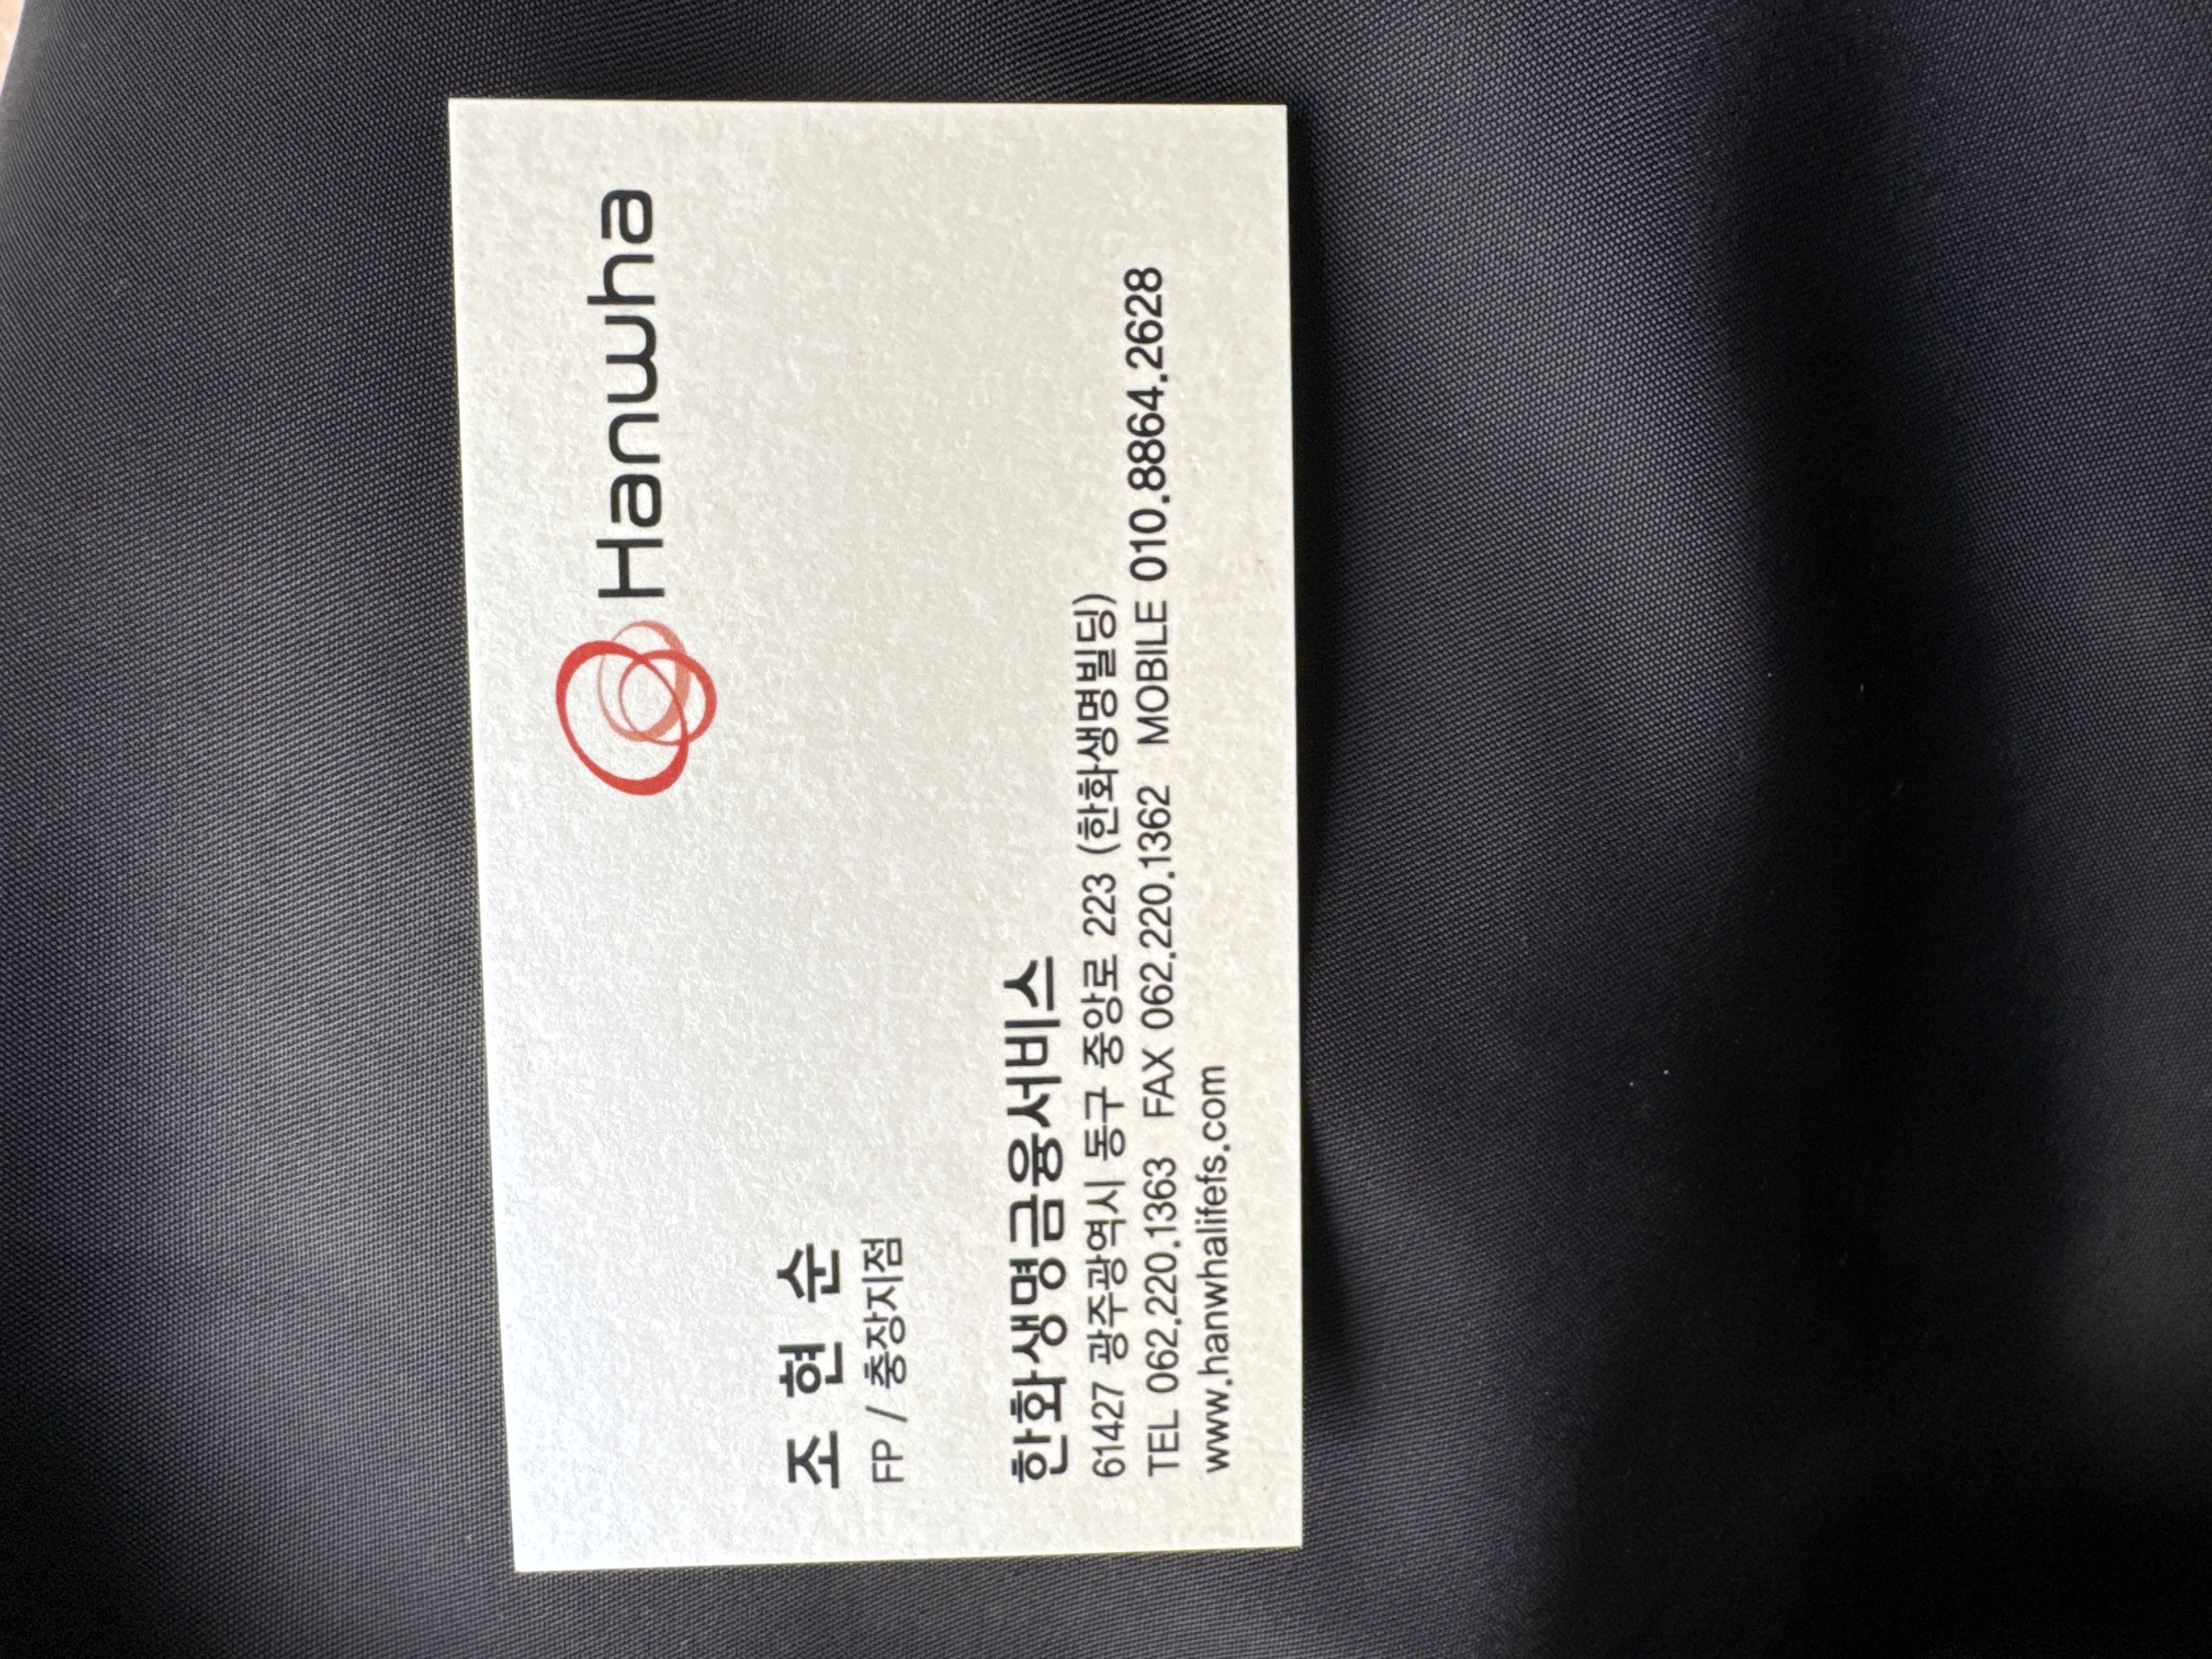 Hanwha
조 현 순
FP / 충장지점
한화생명금융서비스
61427 광주광역시 동구 중앙로 223 (한화생명빌딩)
TEL 062.220.1363 FAX 062.220.1362 MOBILE 010.8864.2628
www.hanwhalifefs.com